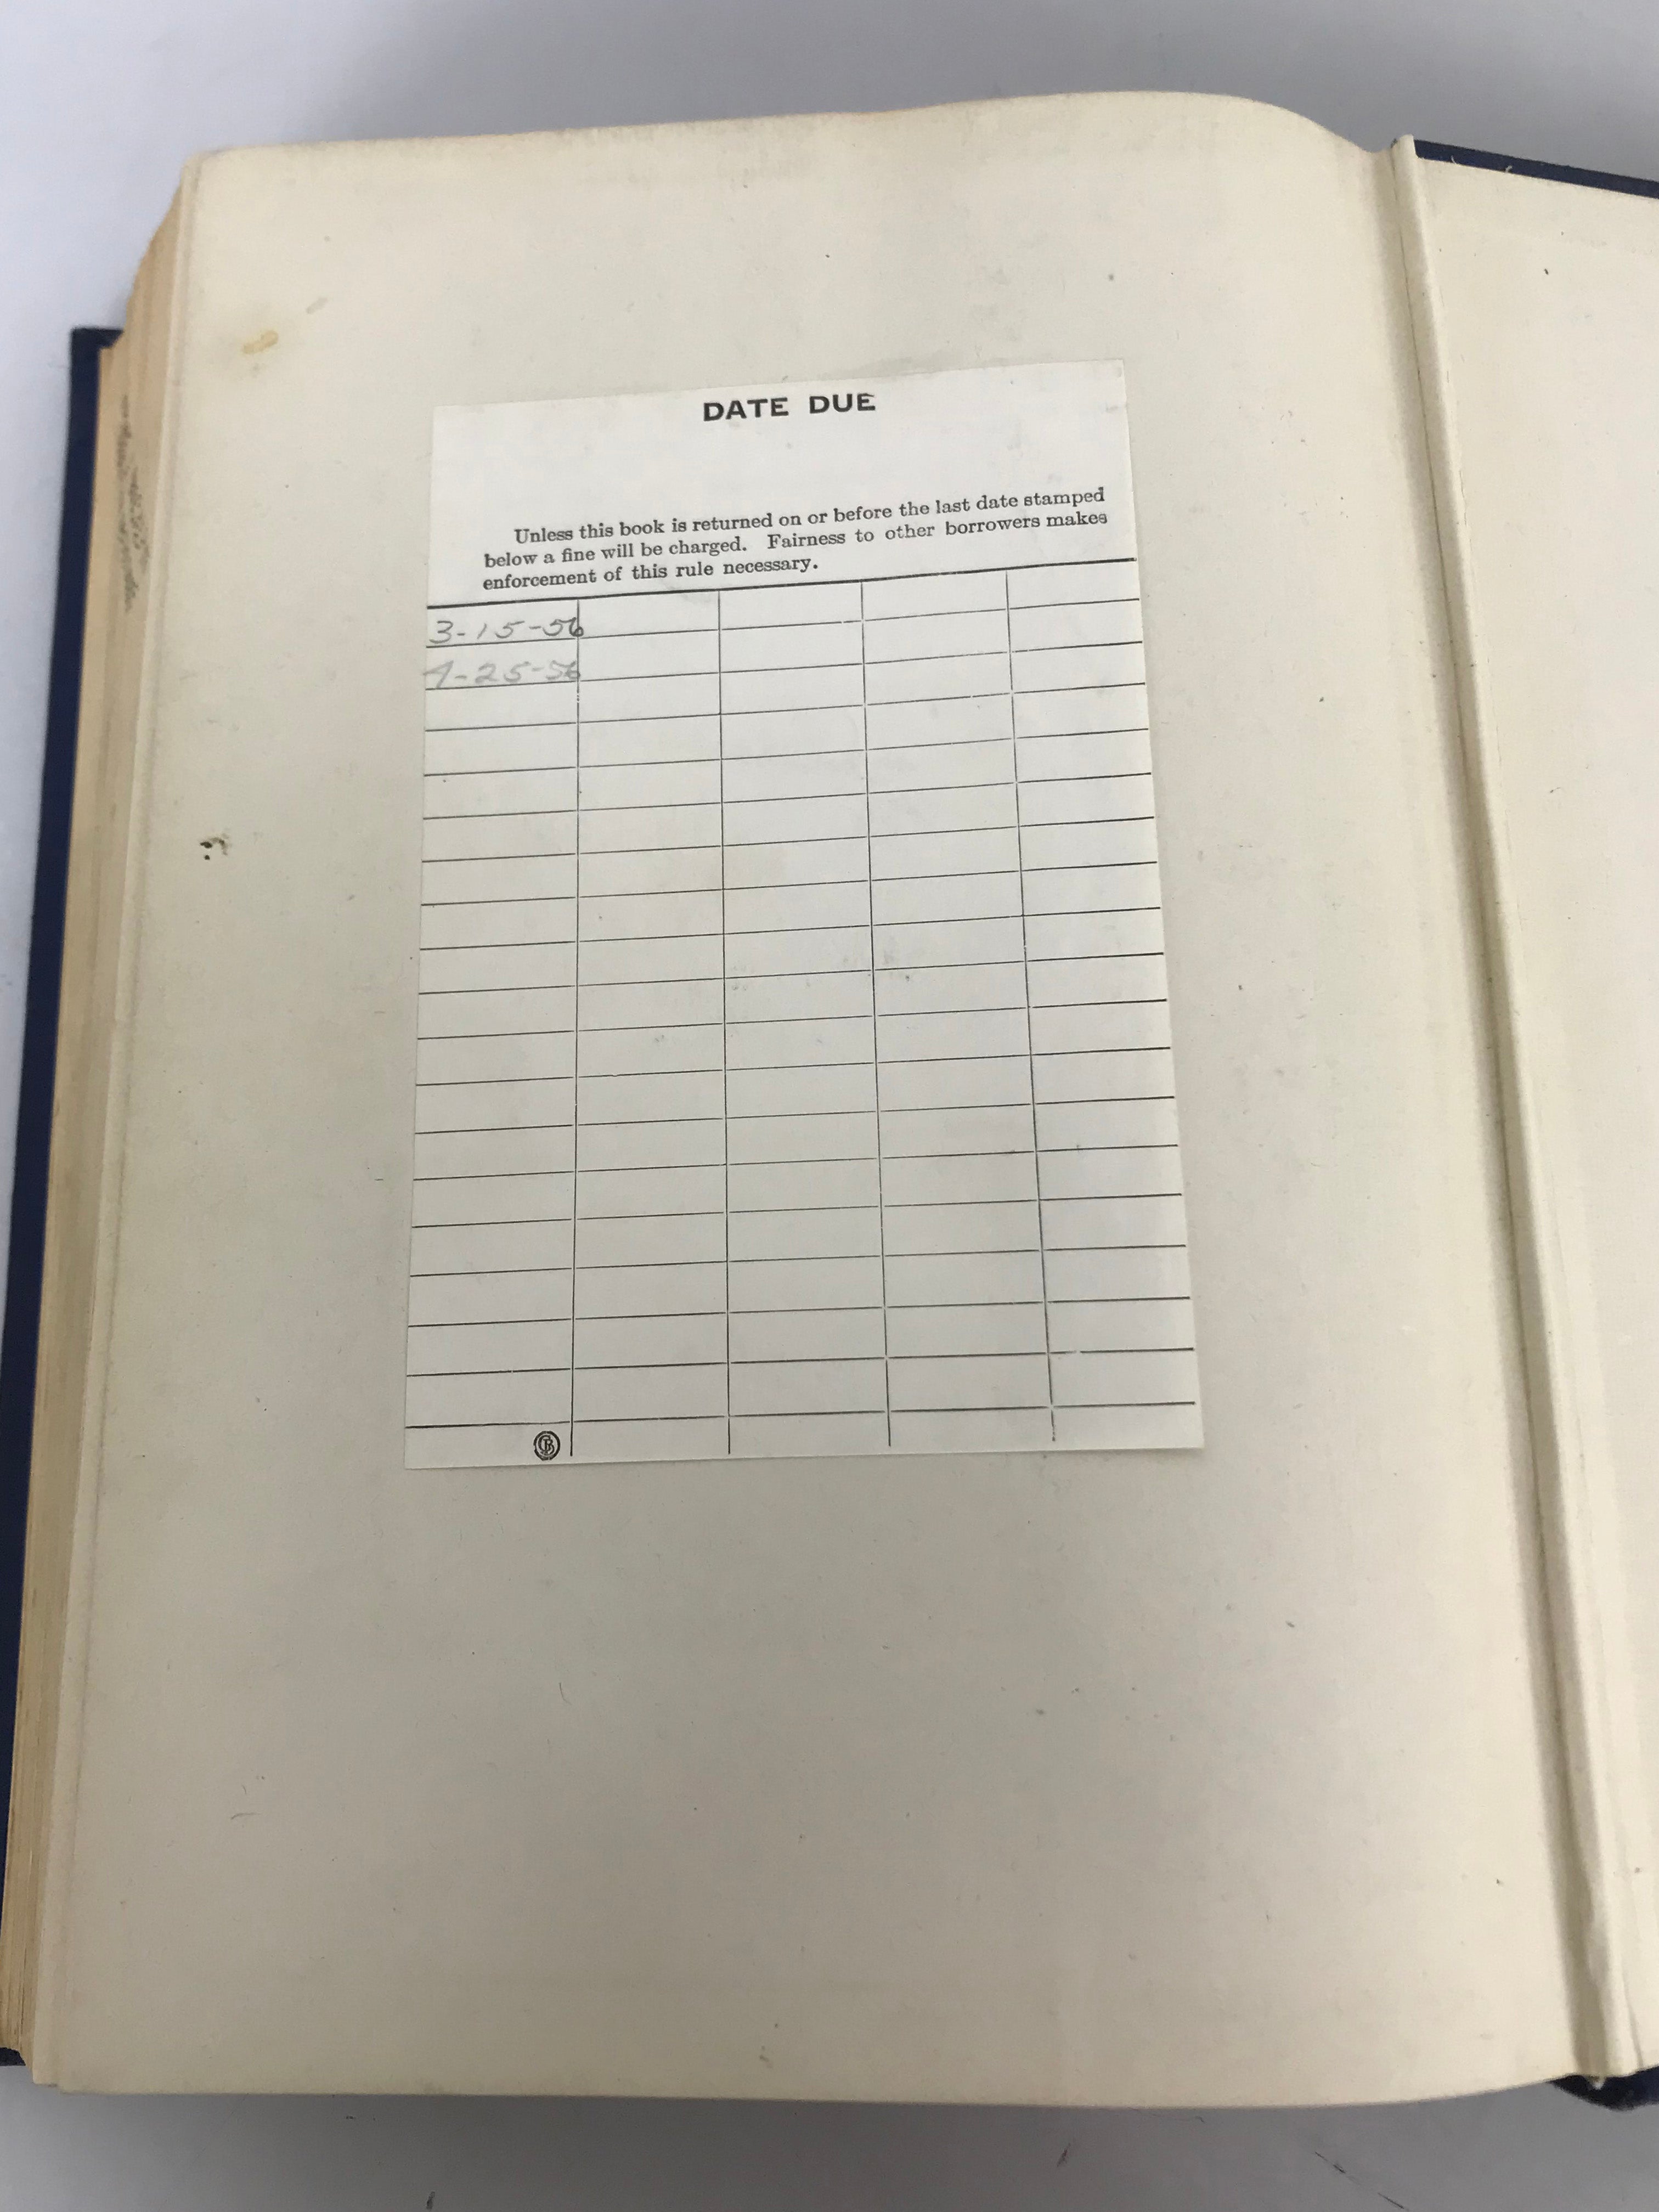 DATE DUE
Unless this book is returned on or before the last date stamped
below a fine will be charged. Fairness to other borrowers makes
enforcement of this rule necessary.
3-15-56
4-25-56